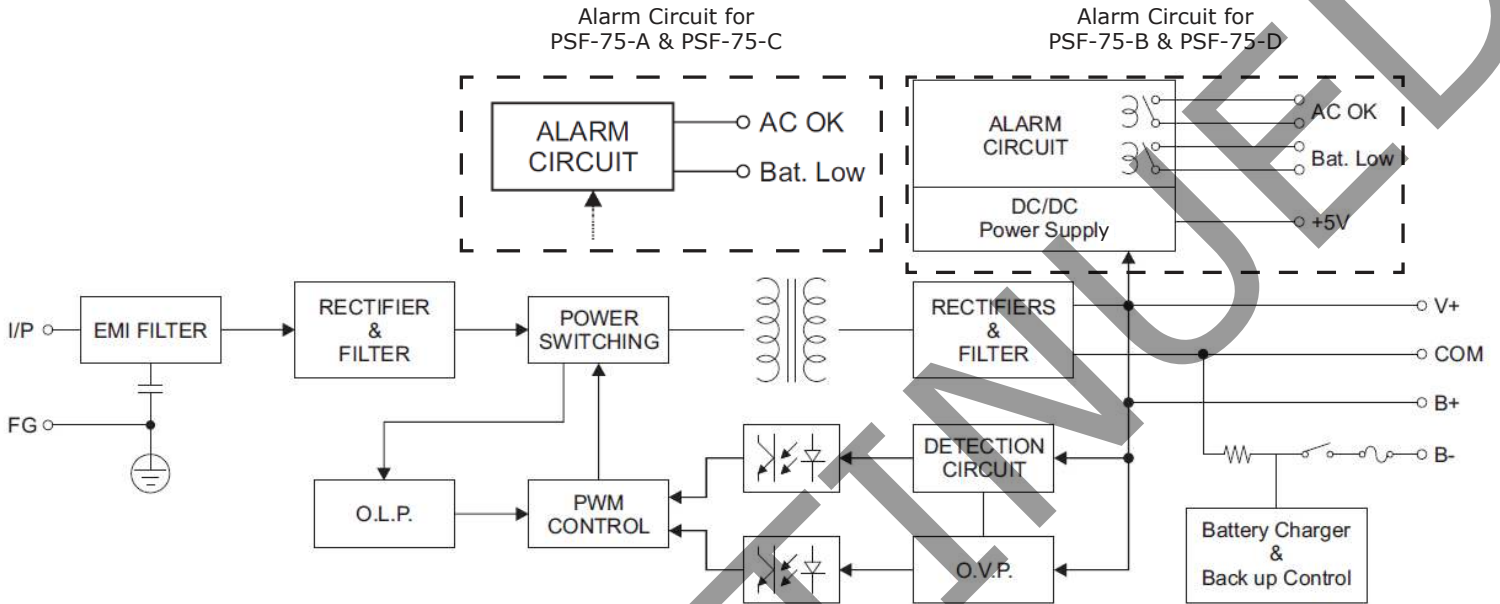 Alarm Circuit for
PSF-75-A & PSF-75-C
Alarm Circuit for
PSF-75-B & PSF-75-D
ALARM
CIRCUIT
AC OK
Bat. Low
ALARM
CIRCUIT
AC OK
Bat. Low
DC/DC
Power Supply
+5V
I/P
EMI FILTER
RECTIFIER
&
FILTER
POWER
SWITCHING
RECTIFIERS
&
FILTER
V+
COM
B+
B-
FG
O.L.P.
PWM
CONTROL
DETECTION
CIRCUIT
O.V.P.
Battery Charger
&
Back up Control
TINUED